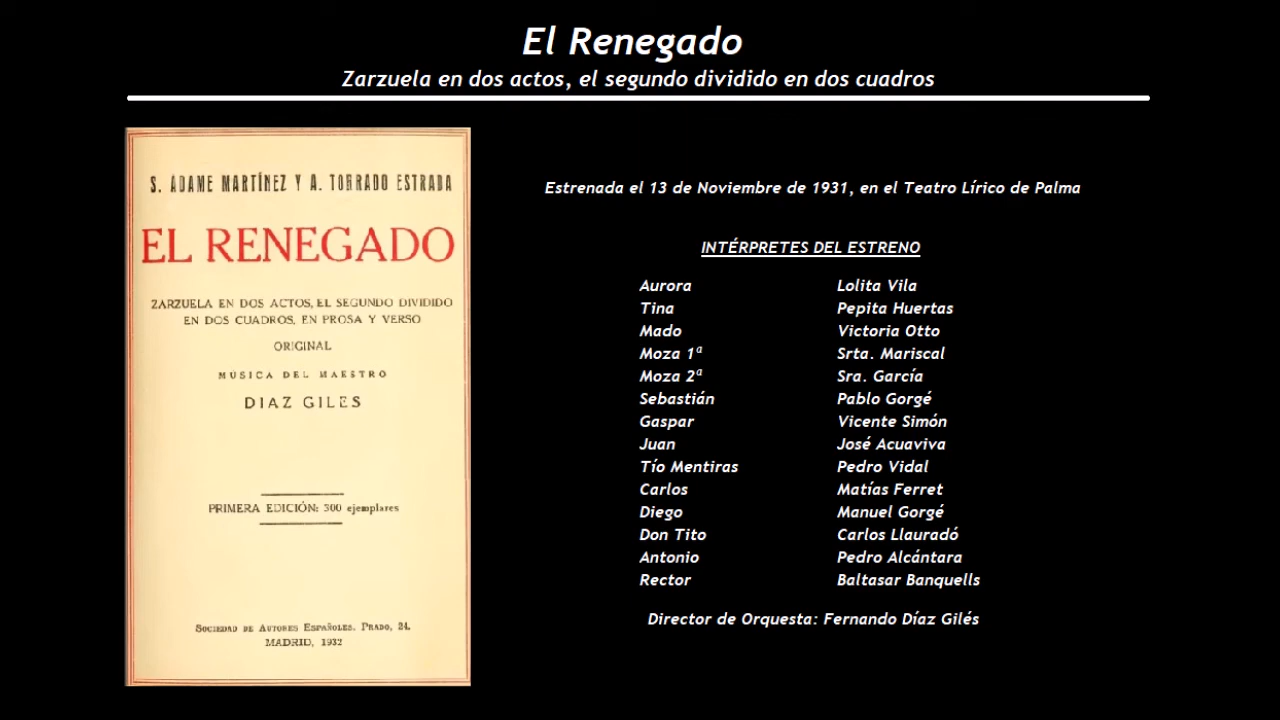 El Renegado
Zarzuela en dos actos, el segundo dividido en dos cuadros
S. ADAME MARTÍNEZ Y A. TORRADO ESTRADA
EL RENEGADO
ZARZUELA EN DOS ACTOS, EL SEGUNDO DIVIDIDO
EN DOS CUADROS, EN PROSA Y VERSO
ORIGINAL
MÚSICA DEL MAESTRO
DIAZ GILES
PRIMERA EDICIÓN: 300 ejemplares
SOCIEDAD DE AUTORES ESPAÑOLES. PRADO, 24.
MADRID, 1932
Estrenada el 13 de Noviembre de 1931, en el Teatro Lírico de Palma
INTÉRPRETES DEL ESTRENO
Aurora Lolita Vila
Tina Pepita Huertas
Mado Victoria Otto
Moza 1ª Srta. Mariscal
Moza 2ª Sra. García
Sebastián Pablo Gorgé
Gaspar Vicente Simón
Juan José Acuaviva
Tío Mentiras Pedro Vidal
Carlos Matías Ferret
Diego Manuel Gorgé
Don Tito Carlos Llauradó
Antonio Pedro Alcántara
Rector Baltasar Banquells
Director de Orquesta: Fernando Díaz Gilés